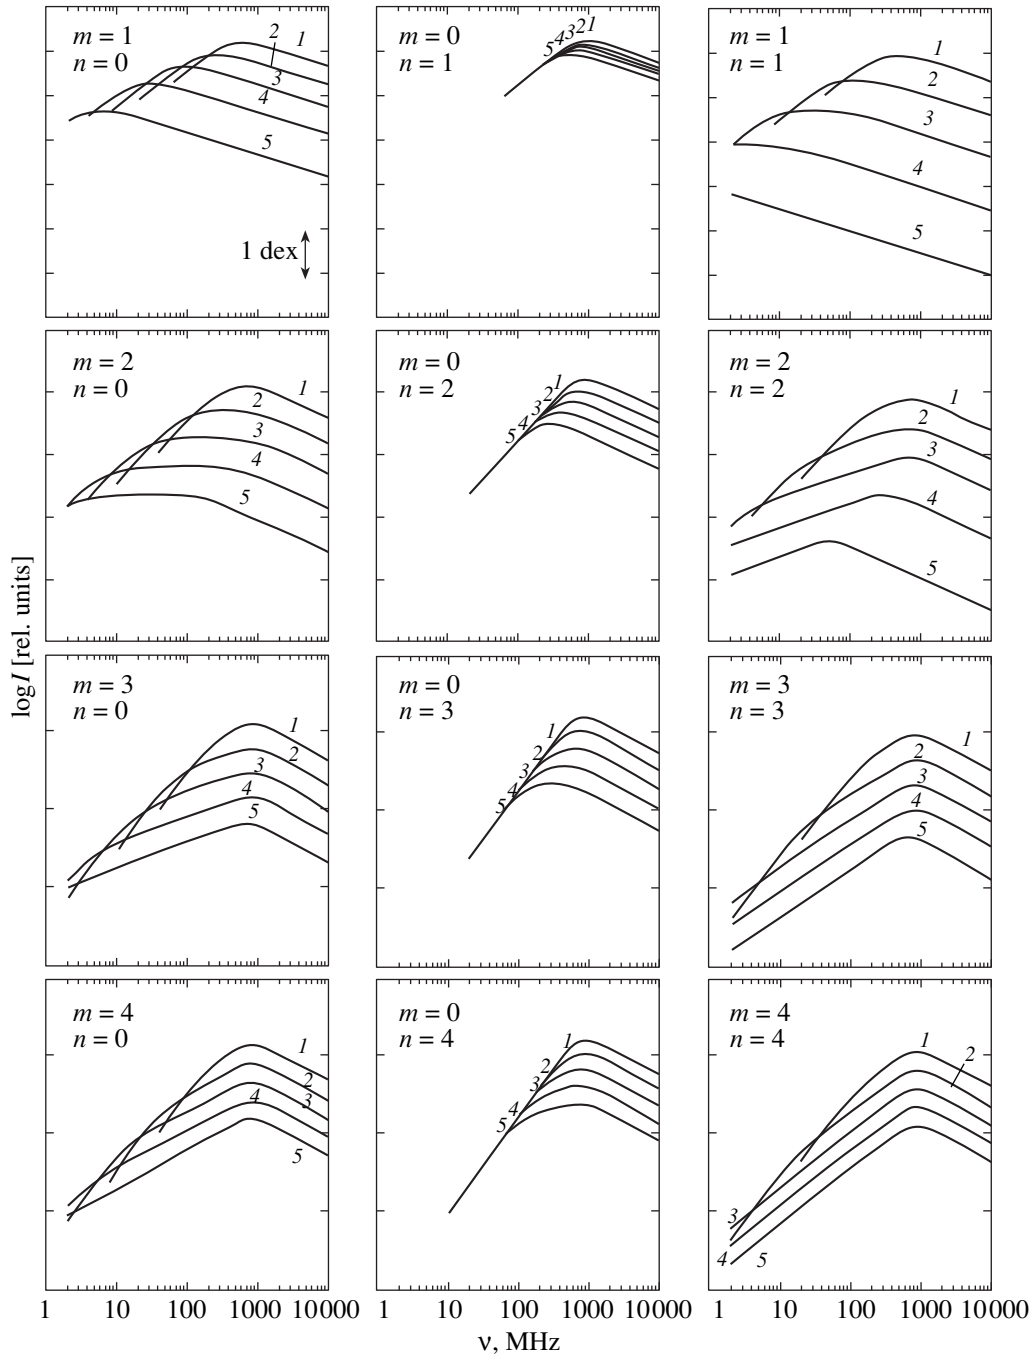 m = 1
n = 0
1
2
3
4
5
1 dex
m = 0
n = 1
5 4 3 2 1
m = 1
n = 1
1
2
3
4
5
m = 2
n = 0
1
2
3
4
5
m = 0
n = 2
1
2
3
4
5
m = 2
n = 2
1
2
3
4
5
log I [rel. units]
m = 3
n = 0
1
2
3
4
5
m = 0
n = 3
1
2
3
4
5
m = 3
n = 3
1
2
3
4
5
m = 4
n = 0
1
2
3
4
5
m = 0
n = 4
1
2
3
4
5
m = 4
n = 4
1
2
3
4
5
1 10 100 1000 10000 10 100 1000 10000 10 100 1000 10000
ν, MHz